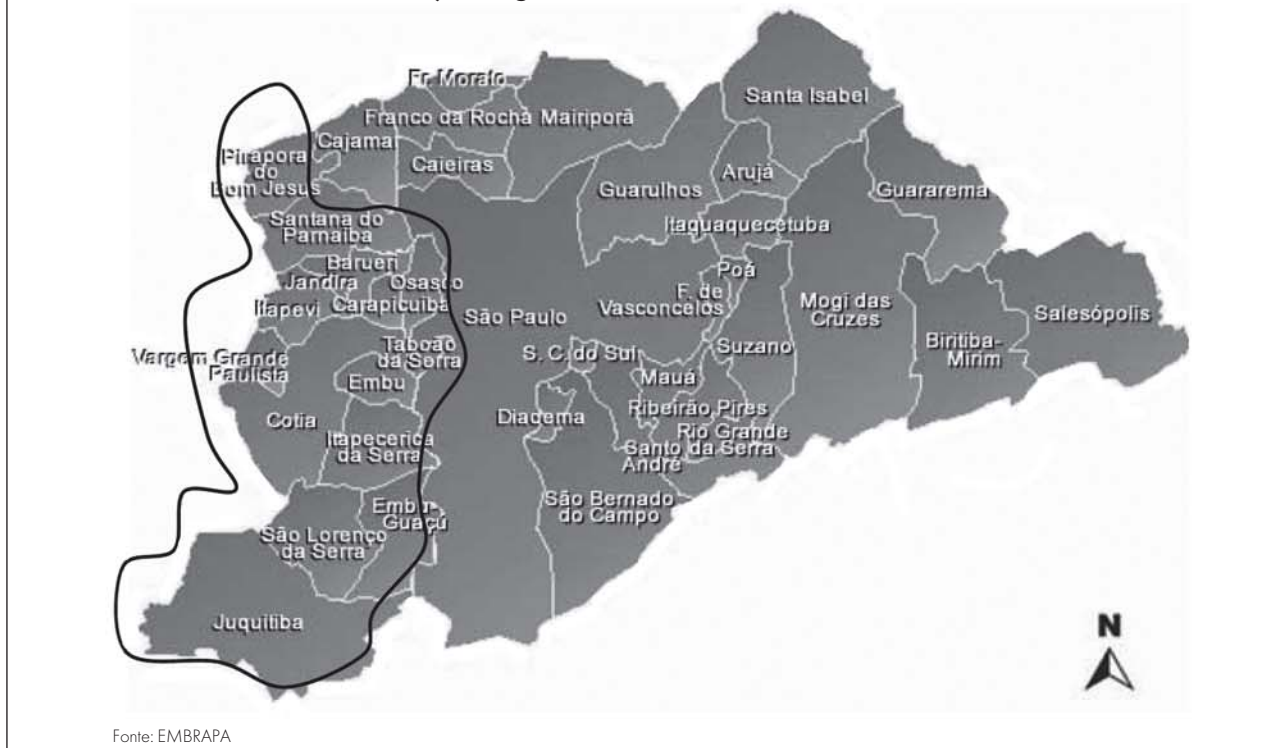 Fr. Morato
Santa Isabel
Franco da Rocha
Mairiporã
Cajamar
Pirapora
do
Bom Jesus
Caieiras
Arujá
Guarulhos
Guararema
Santana do
Parnaíba
Itaquaquecetuba
Barueri
Jandira
Osasco
Itapevi
Carapicuíba
Poá
F. de
Vasconcelos
São Paulo
Mogi das
Cruzes
Salesópolis
Biritiba-
Mirim
Vargem Grande
Paulista
Taboão
da Serra
S. C. do Sul
Suzano
Embu
Mauá
Cotia
Diadema
Ribeirão Pires
Rio Grande
da Serra
Itapecerica
da Serra
Santo
André
Embu-
Guaçú
São Bernado
do Campo
São Lorenço
da Serra
Juquitiba
N
Fonte: EMBRAPA